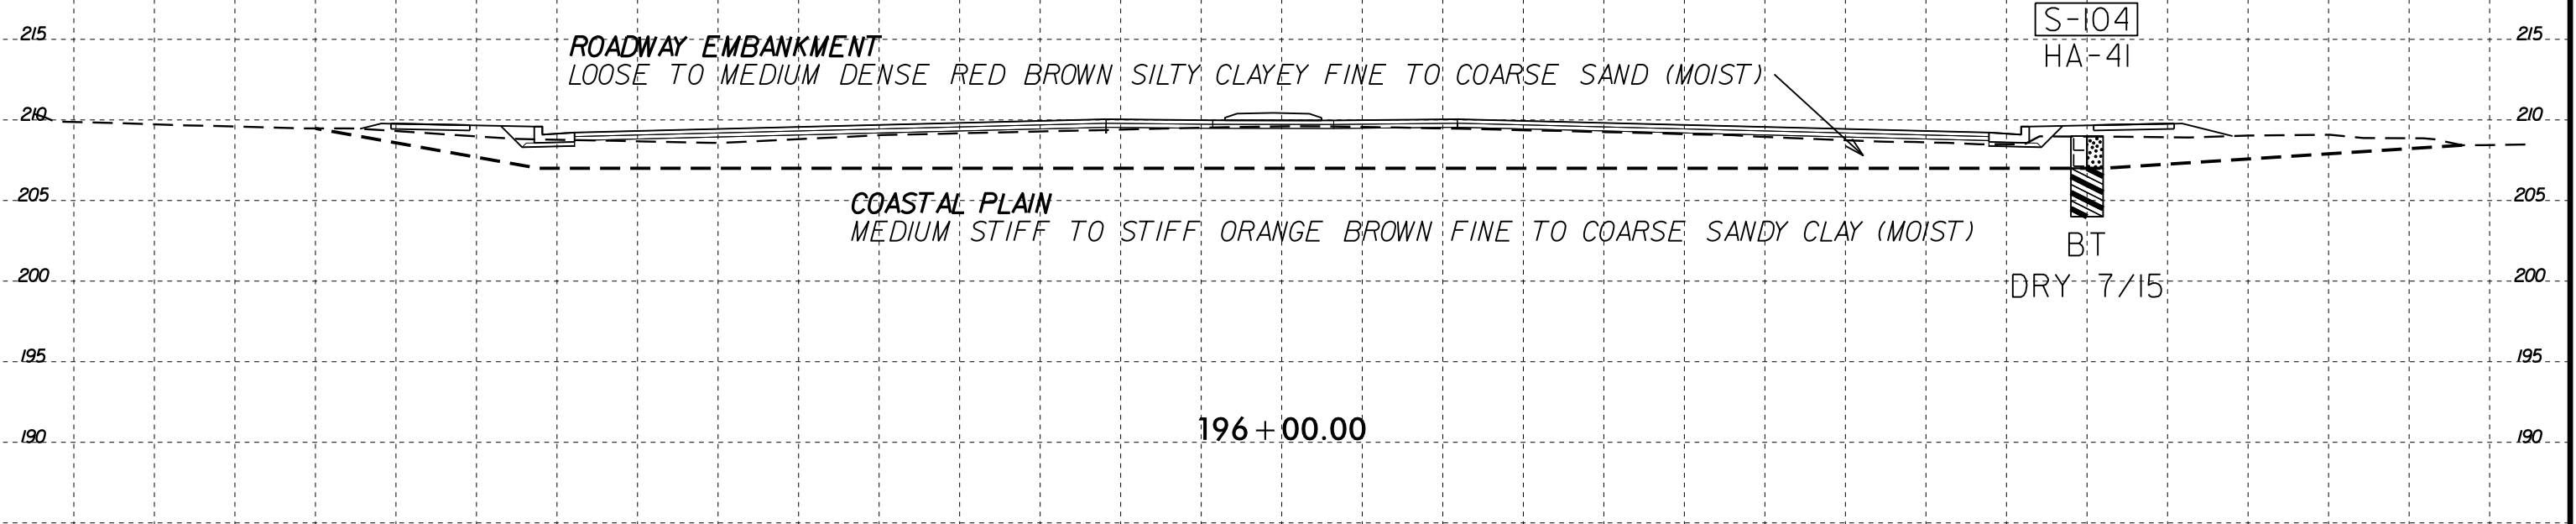 S-104
215
ROADWAY EMBANKMENT
HA-41
215
LOOSE TO MEDIUM DENSE RED BROWN SILTY CLAYEY FINE TO COARSE SAND (MOIST)
210
210
205
COASTAL PLAIN
205
MEDIUM STIFF TO STIFF ORANGE BROWN FINE TO COARSE SANDY CLAY (MOIST)
BT
200
DRY 7/15
200
195
195
190
196+00.00
190